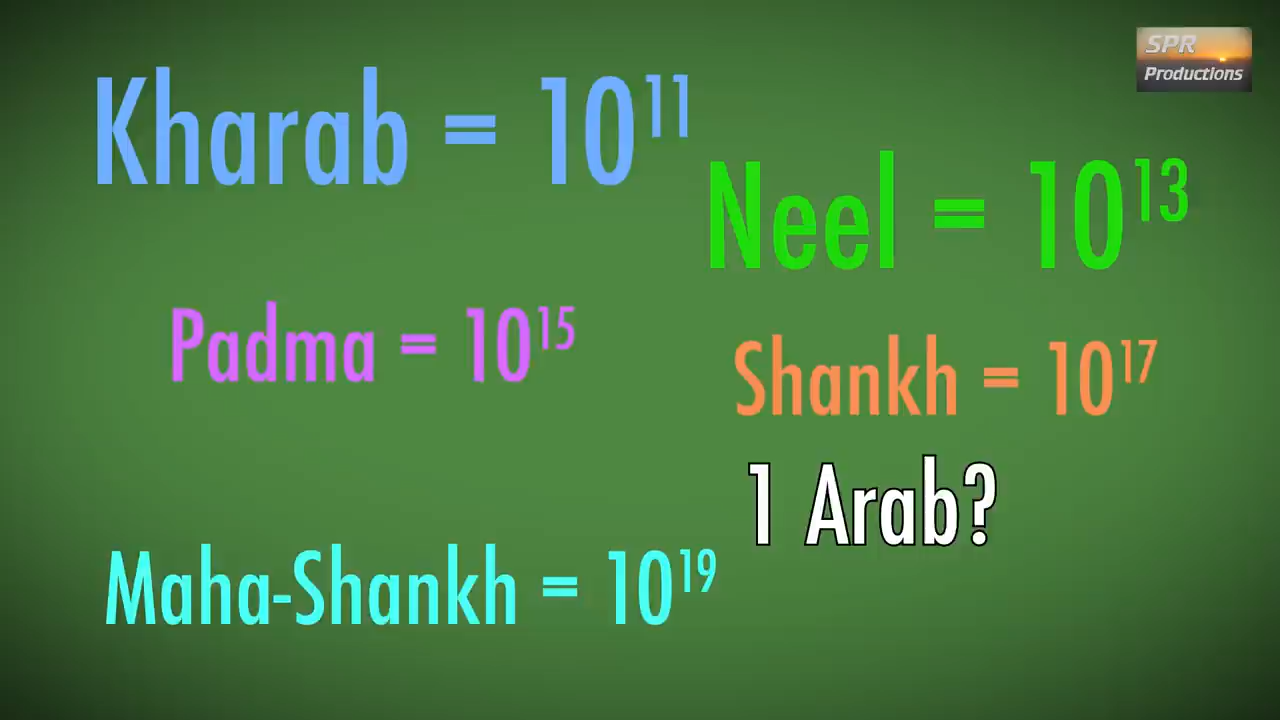 SPR
Productions
Kharab = 10¹¹
Neel = 10¹³
Padma = 10¹⁵
Shankh = 10¹⁷
1 Arab?
Maha-Shankh = 10¹⁹